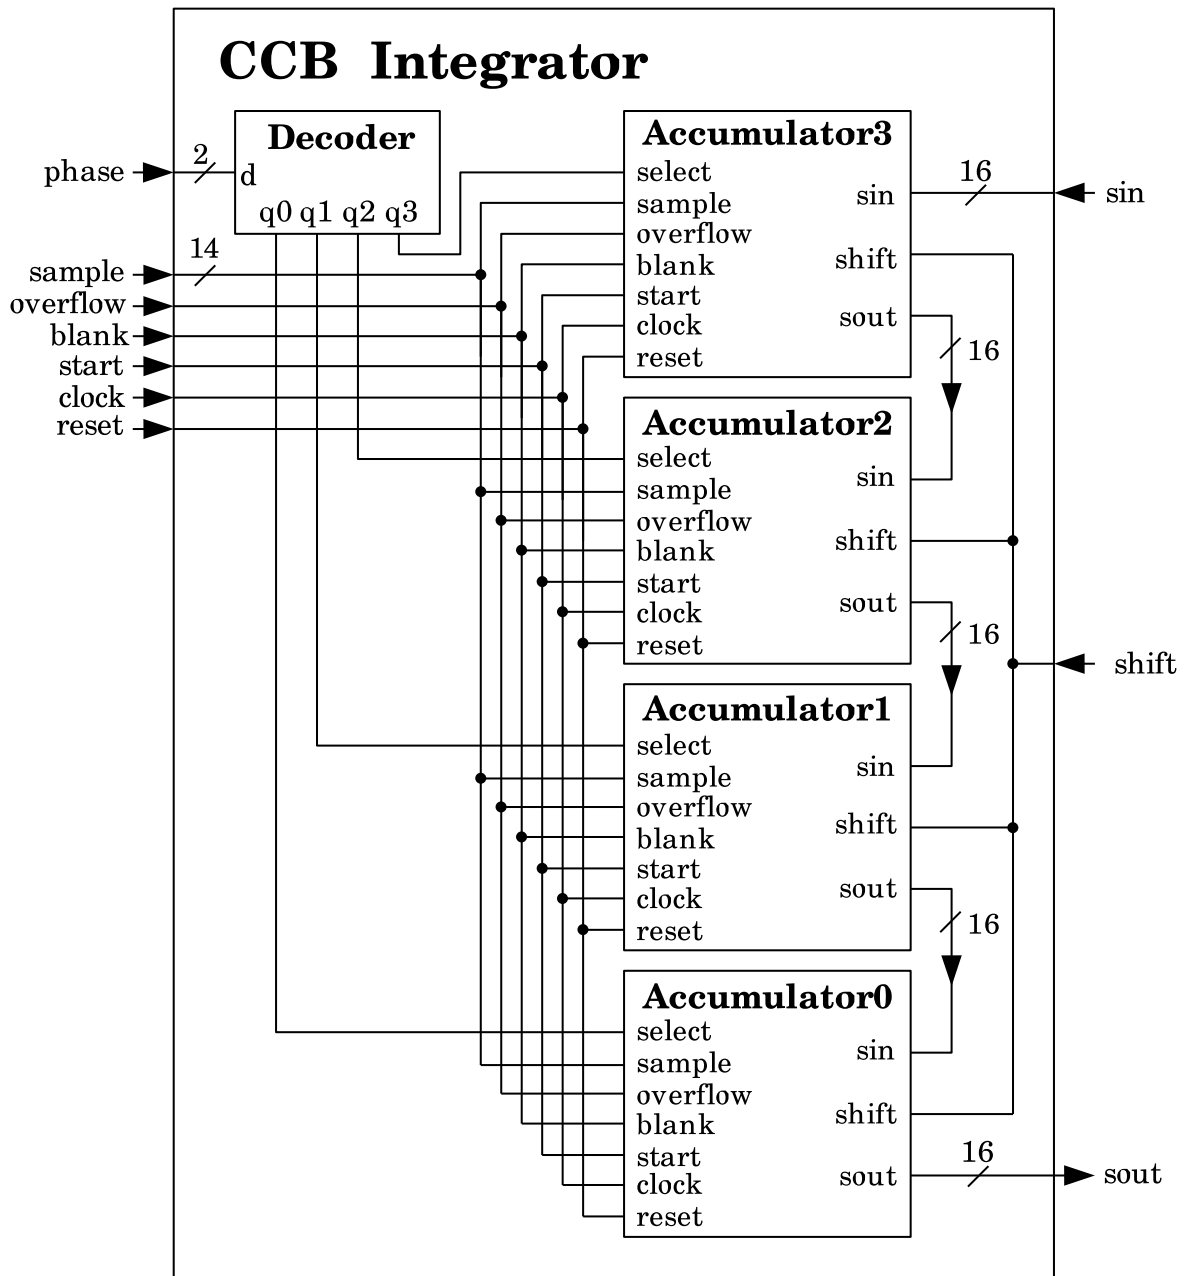 CCB Integrator
Decoder
phase
2
d
q0 q1 q2 q3
14
sample
overflow
blank
start
clock
reset
Accumulator3
select
sample
overflow
blank
start
clock
reset
sin
shift
sout
16
sin
16
Accumulator2
select
sample
overflow
blank
start
clock
reset
sin
shift
sout
16
shift
Accumulator1
select
sample
overflow
blank
start
clock
reset
sin
shift
sout
16
Accumulator0
select
sample
overflow
blank
start
clock
reset
sin
shift
sout
16
sout